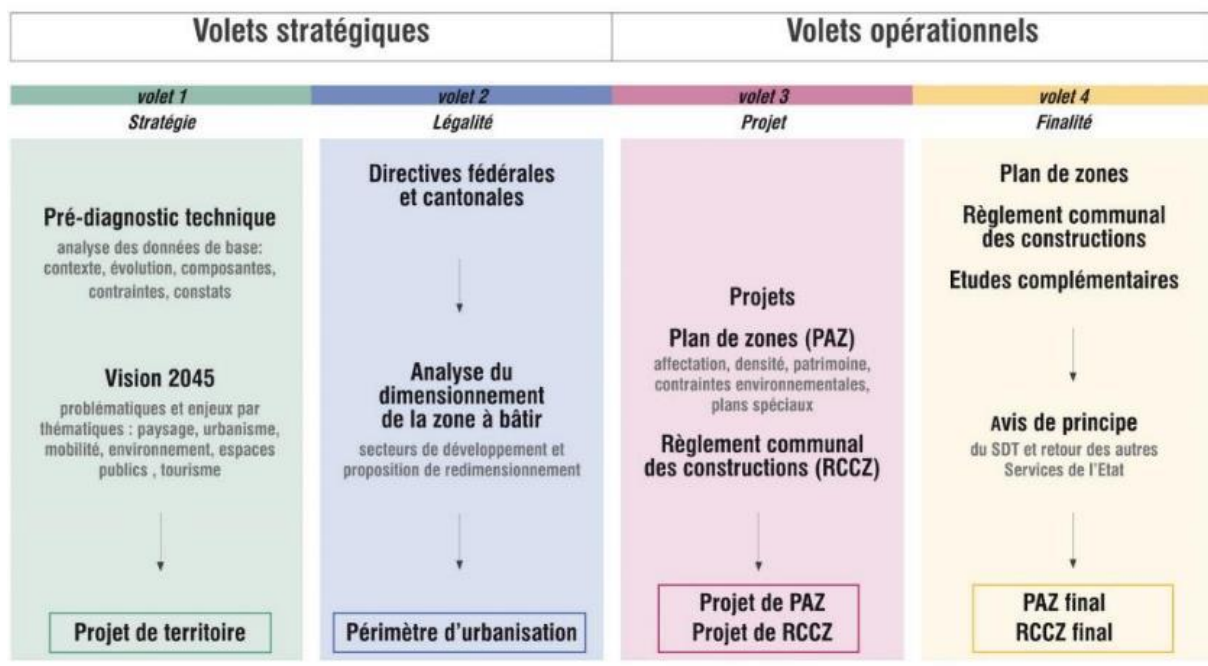 Volets stratégiques
Volets opérationnels
volet 1
Stratégie
Pré-diagnostic technique
analyse des données de base:
contexte, évolution, composantes,
contraintes, constats
Vision 2045
problématiques et enjeux par
thématiques : paysage, urbanisme,
mobilité, environnement, espaces
publics , tourisme
Projet de territoire
volet 2
Légalité
Directives fédérales
et cantonales
Analyse du
dimensionnement
de la zone à bâtir
secteurs de développement et
proposition de redimensionnement
Périmètre d'urbanisation
volet 3
Projet
Projets
Plan de zones (PAZ)
affectation, densité, patrimoine,
contraintes environnementales,
plans spéciaux
Règlement communal
des constructions (RCCZ)
Projet de PAZ
Projet de RCCZ
volet 4
Finalité
Plan de zones
Règlement communal
des constructions
Etudes complémentaires
Avis de principe
du SDT et retour des autres
Services de l'Etat
PAZ final
RCCZ final